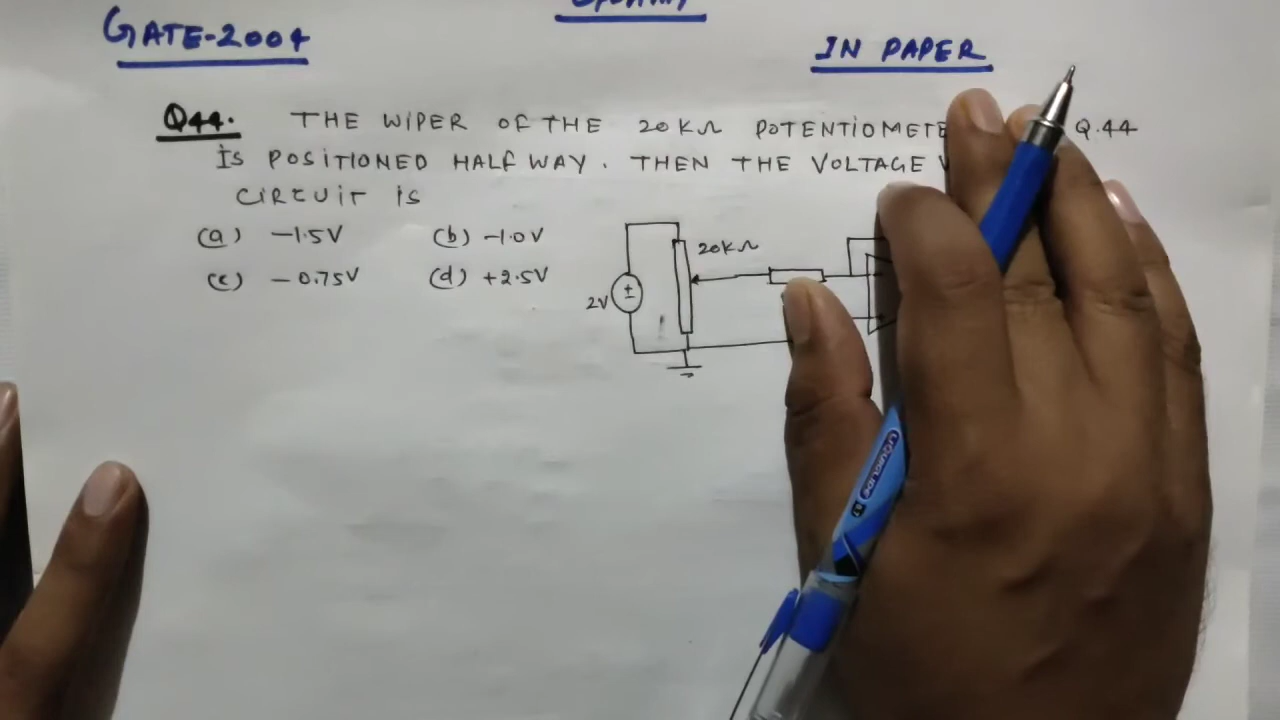 GATE-2004
IN PAPER
Q44. THE WIPER OF THE 20KΩ POTENTIOMETE Q.44
IS POSITIONED HALF WAY. THEN THE VOLTAGE
CIRCUIT IS
(a) -1.5V (b) -1.0V
(c) -0.75V (d) +2.5V
20KΩ
2V
UNIQGLIDE